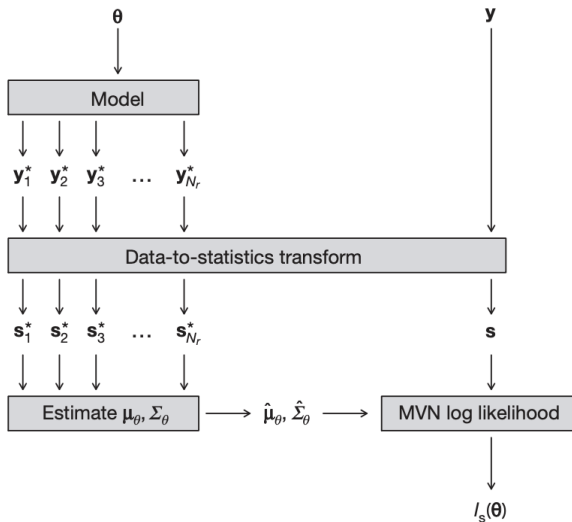 θ y
Model
y*₁ y*₂ y*₃ ... y*Nᵣ
Data-to-statistics transform
s*₁ s*₂ s*₃ ... s*Nᵣ s
Estimate μθ, Σθ μ̂θ, Σ̂θ MVN log likelihood
lₛ(θ)